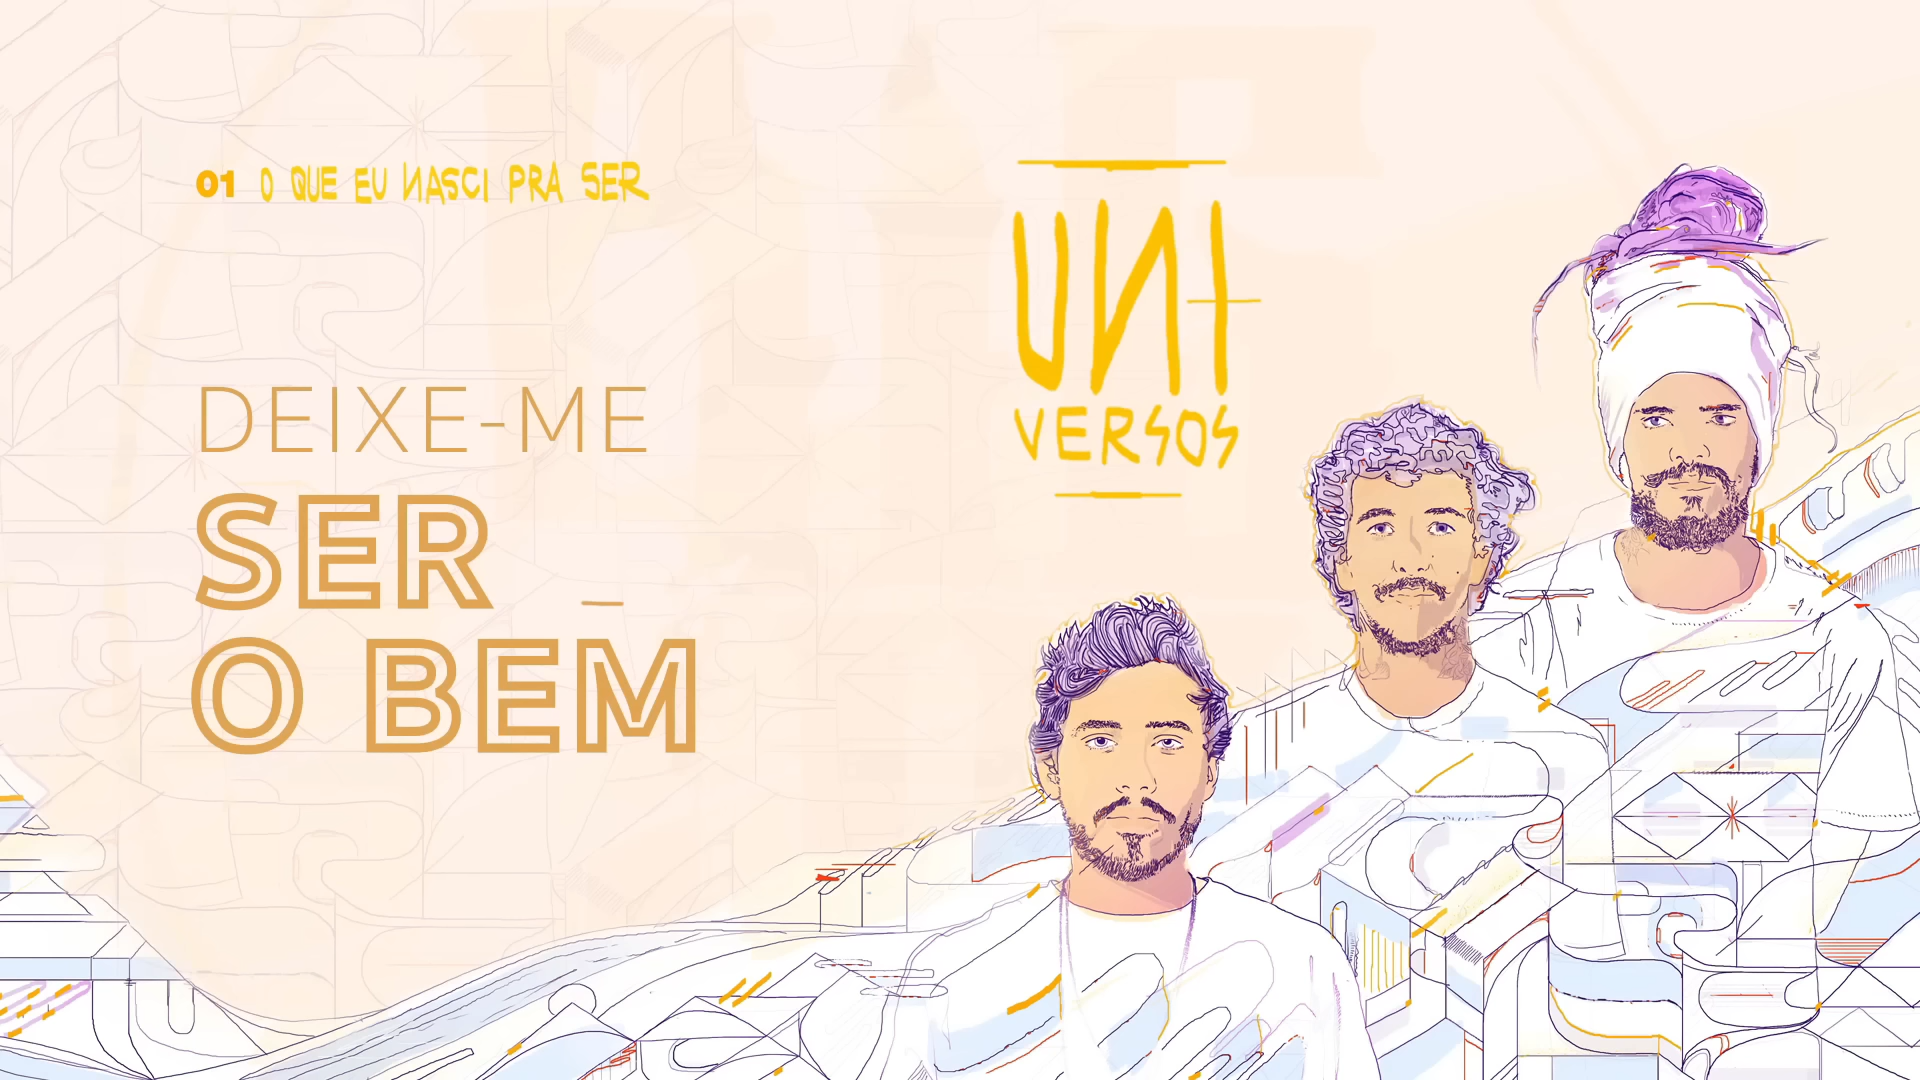 01 O QUE EU NASCI PRA SER
DEIXE-ME
SER _
O BEM
UNI
VERSOS